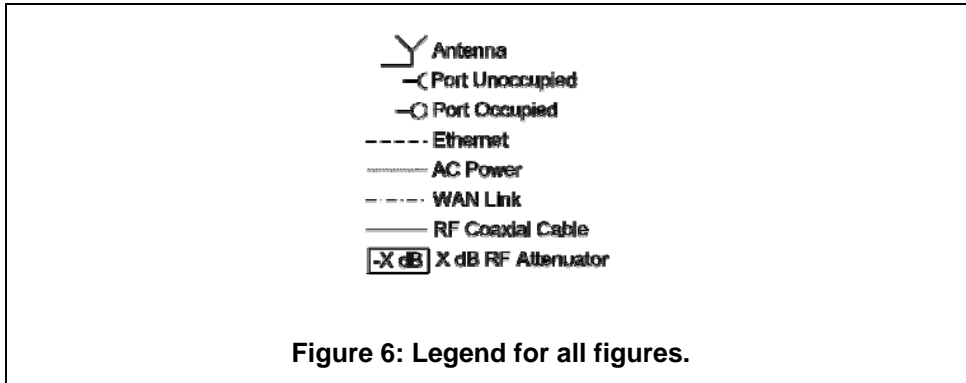 Antenna
Port Unoccupied
Port Occupied
Ethernet
AC Power
WAN Link
RF Coaxial Cable
-X dB X dB RF Attenuator
Figure 6: Legend for all figures.